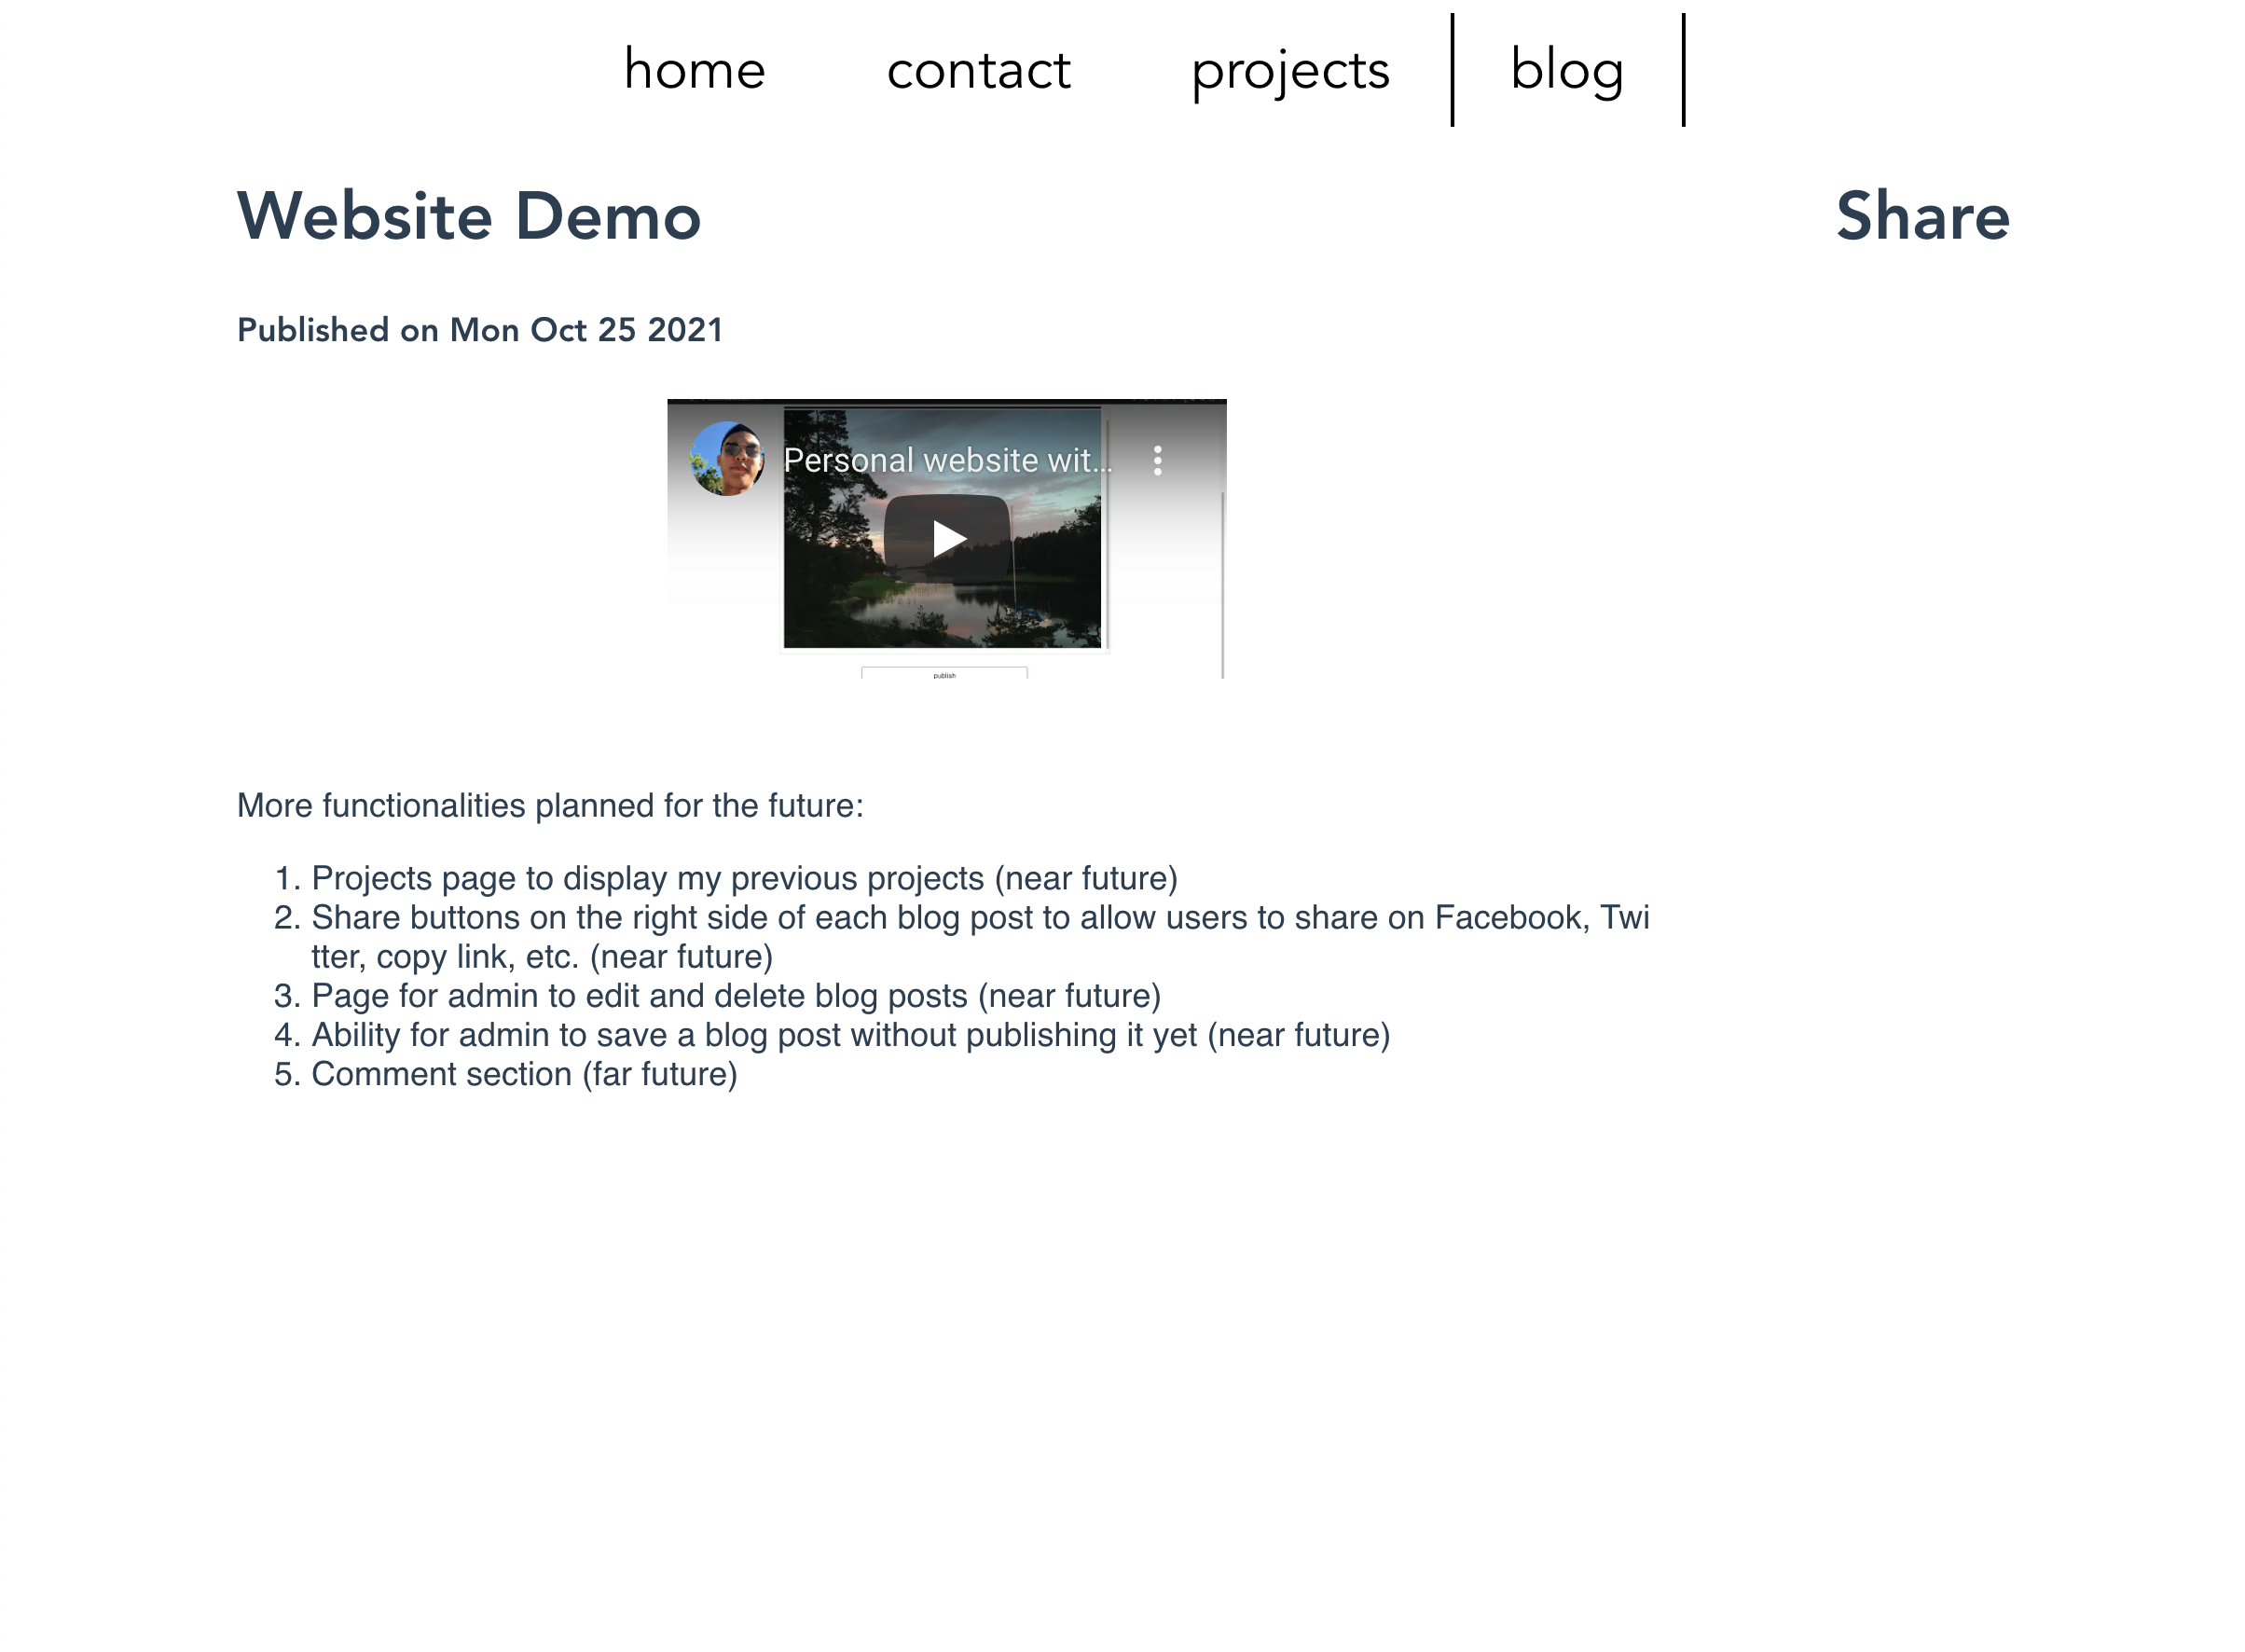 home contact projects blog
Website Demo
Share
Published on Mon Oct 25 2021
Personal website wit...
publish
More functionalities planned for the future:
1. Projects page to display my previous projects (near future)
2. Share buttons on the right side of each blog post to allow users to share on Facebook, Twi
tter, copy link, etc. (near future)
3. Page for admin to edit and delete blog posts (near future)
4. Ability for admin to save a blog post without publishing it yet (near future)
5. Comment section (far future)